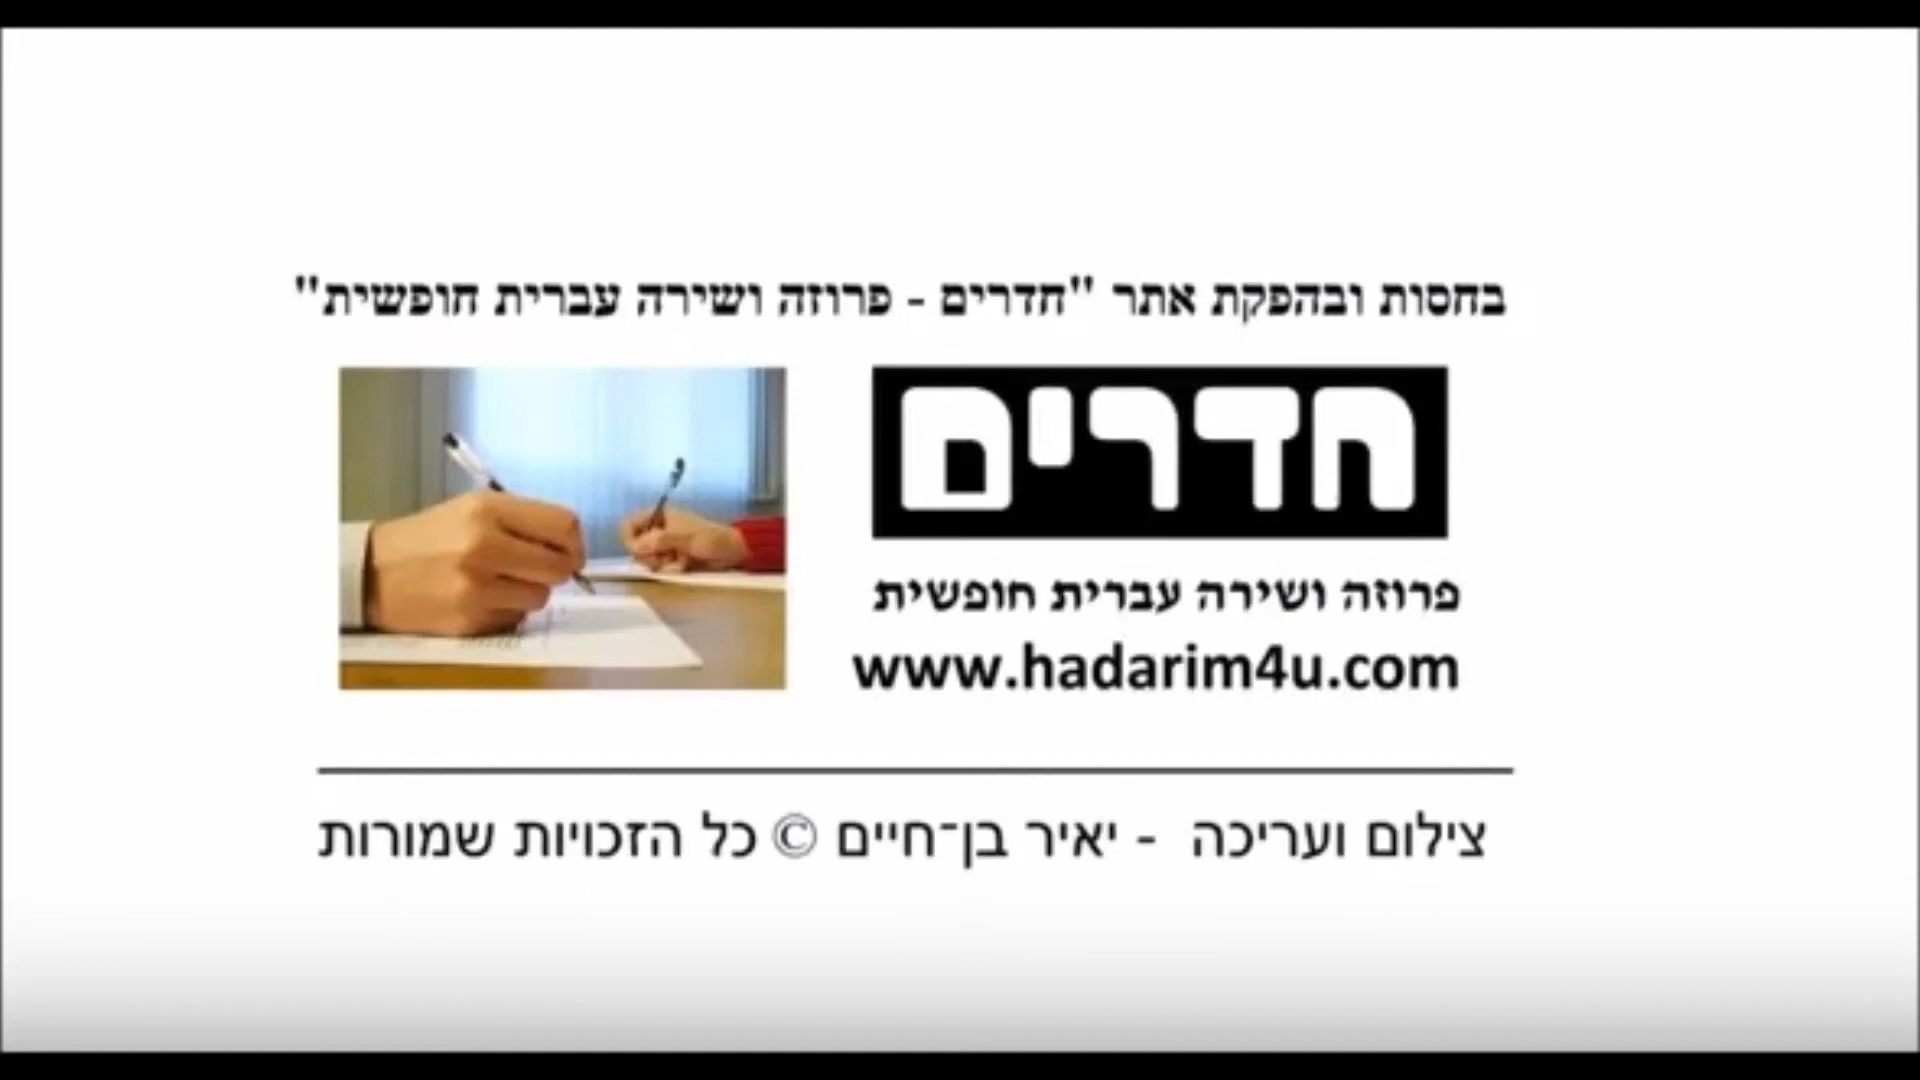 בחסות ובהפקת אתר "חדרים - פרוזה ושירה עברית חופשית"
חדרים
פרוזה ושירה עברית חופשית
www.hadarim4u.com
צילום ועריכה - יאיר בן־חיים © כל הזכויות שמורות